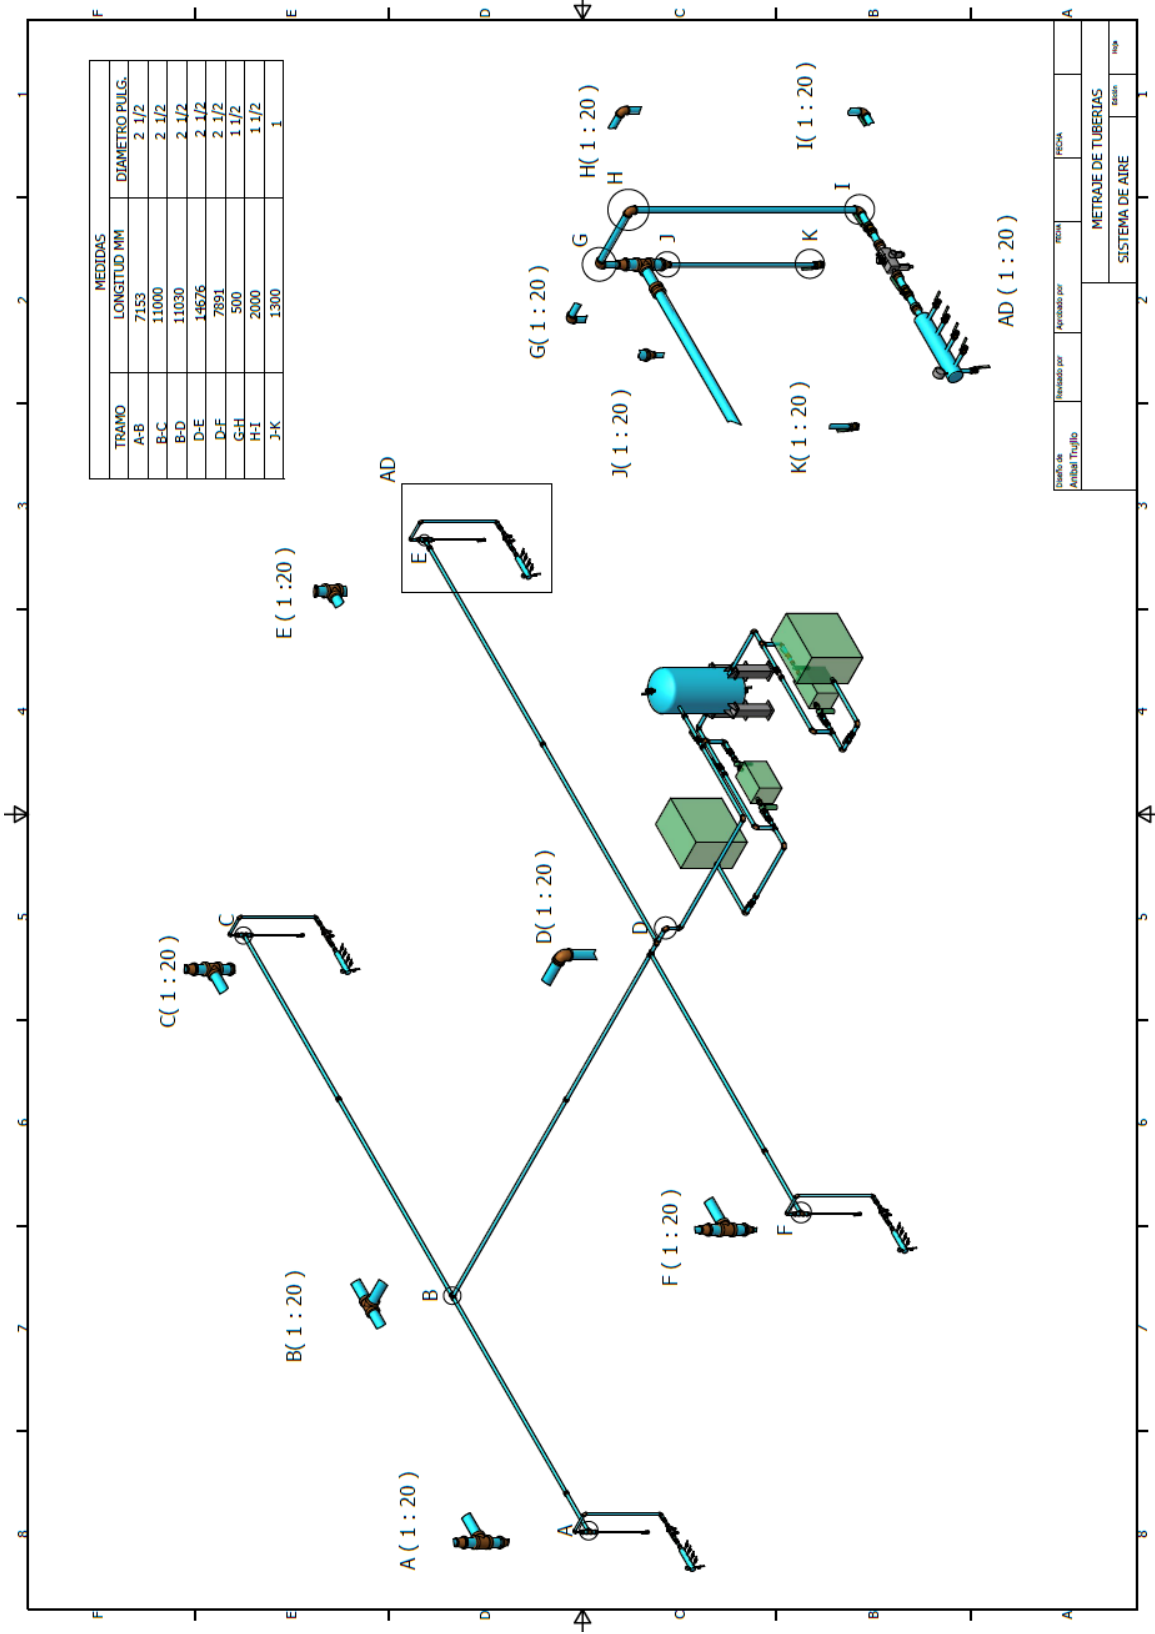 MEDIDAS
TRAMO LONGITUD MM DIAMETRO PULG.
A-B 7153 2 1/2
B-C 11000 2 1/2
B-D 11030 2 1/2
D-E 14676 2 1/2
D-F 7891 2 1/2
G-H 500 1 1/2
H-I 2000 1 1/2
J-K 1300 1
8 7 6 5 4 3 2 1
F
E
D
C
B
A
C( 1 : 20 )
C
E ( 1 :20 )
E
AD
B( 1 : 20 )
B
D( 1 : 20 )
D
A ( 1 : 20 )
A
F ( 1 : 20 )
F
G( 1 : 20 )
G
H( 1 : 20 )
H
J( 1 : 20 )
J
K( 1 : 20 )
K
I( 1 : 20 )
I
AD ( 1 : 20 )
Diseño de
Anibal Trujillo
Revisado por
Aprobado por
FECHA
FECHA
METRAJE DE TUBERIAS
SISTEMA DE AIRE
Edición
Hoja
8 7 6 5 4 3 2 1
F
E
D
C
B
A